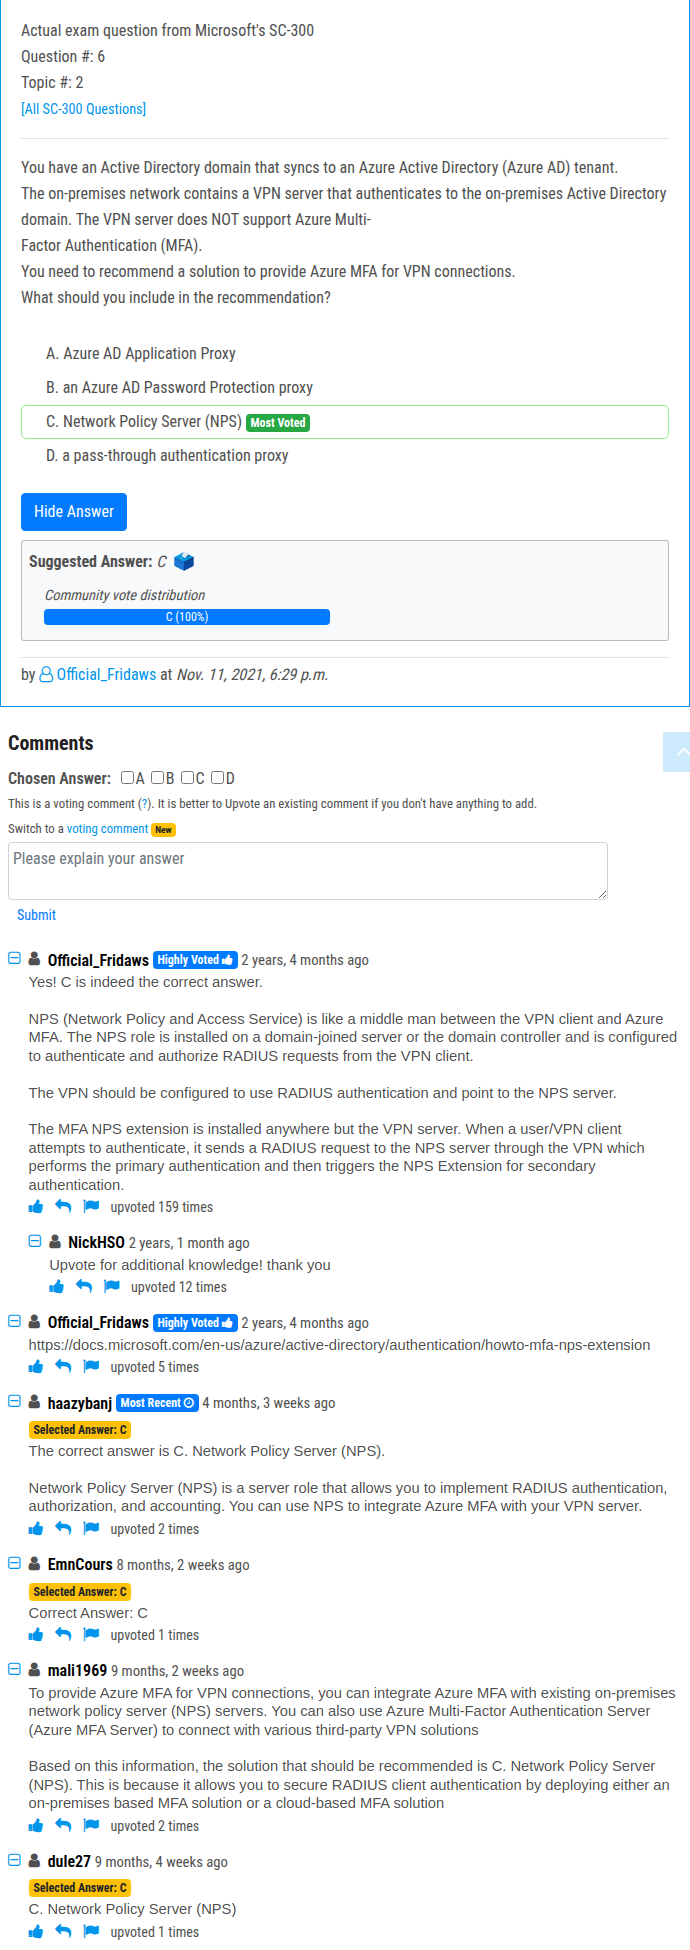 Actual exam question from Microsoft's SC-300
Question #: 6
Topic #: 2
[All SC-300 Questions]
You have an Active Directory domain that syncs to an Azure Active Directory (Azure AD) tenant.
The on-premises network contains a VPN server that authenticates to the on-premises Active Directory
domain. The VPN server does NOT support Azure Multi-
Factor Authentication (MFA).
You need to recommend a solution to provide Azure MFA for VPN connections.
What should you include in the recommendation?
A. Azure AD Application Proxy
B. an Azure AD Password Protection proxy
C. Network Policy Server (NPS) Most Voted
D. a pass-through authentication proxy
Hide Answer
Suggested Answer: C
Community vote distribution
C (100%)
by Official_Fridaws at Nov. 11, 2021, 6:29 p.m.
Comments
Chosen Answer: A B C D
This is a voting comment (?). It is better to Upvote an existing comment if you don't have anything to add.
Switch to a voting comment New
Please explain your answer
Submit
Official_Fridaws Highly Voted 2 years, 4 months ago
Yes! C is indeed the correct answer.
NPS (Network Policy and Access Service) is like a middle man between the VPN client and Azure
MFA. The NPS role is installed on a domain-joined server or the domain controller and is configured
to authenticate and authorize RADIUS requests from the VPN client.
The VPN should be configured to use RADIUS authentication and point to the NPS server.
The MFA NPS extension is installed anywhere but the VPN server. When a user/VPN client
attempts to authenticate, it sends a RADIUS request to the NPS server through the VPN which
performs the primary authentication and then triggers the NPS Extension for secondary
authentication.
upvoted 159 times
NickHSO 2 years, 1 month ago
Upvote for additional knowledge! thank you
upvoted 12 times
Official_Fridaws Highly Voted 2 years, 4 months ago
https://docs.microsoft.com/en-us/azure/active-directory/authentication/howto-mfa-nps-extension
upvoted 5 times
haazybanj Most Recent 4 months, 3 weeks ago
Selected Answer: C
The correct answer is C. Network Policy Server (NPS).
Network Policy Server (NPS) is a server role that allows you to implement RADIUS authentication,
authorization, and accounting. You can use NPS to integrate Azure MFA with your VPN server.
upvoted 2 times
EmnCours 8 months, 2 weeks ago
Selected Answer: C
Correct Answer: C
upvoted 1 times
mali1969 9 months, 2 weeks ago
To provide Azure MFA for VPN connections, you can integrate Azure MFA with existing on-premises
network policy server (NPS) servers. You can also use Azure Multi-Factor Authentication Server
(Azure MFA Server) to connect with various third-party VPN solutions
Based on this information, the solution that should be recommended is C. Network Policy Server
(NPS). This is because it allows you to secure RADIUS client authentication by deploying either an
on-premises based MFA solution or a cloud-based MFA solution
upvoted 2 times
dule27 9 months, 4 weeks ago
Selected Answer: C
C. Network Policy Server (NPS)
upvoted 1 times